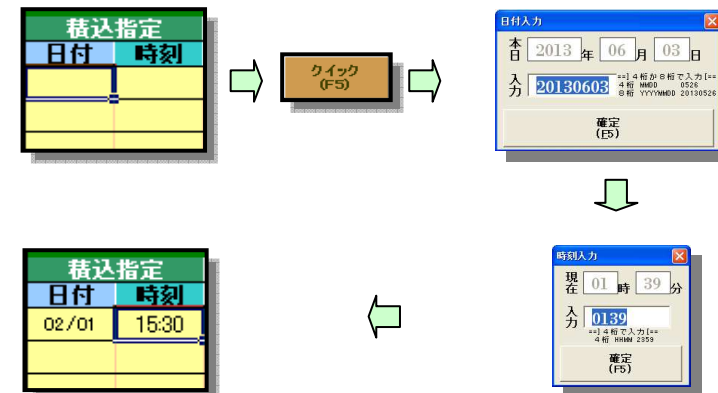 積込指定
日付 時刻
クイック
(F5)
日付入力
本日 2013 年 06 月 03 日
入力 20130603 ==]４桁か８桁で入力[==
４桁 MMDD 0526
８桁 YYYYMMDD 20130526
確定
(F5)
時刻入力
現在 01 時 39 分
入力 0139
==]４桁で入力[==
４桁 HHMM 2359
確定
(F5)
積込指定
日付 時刻
02/01 15:30